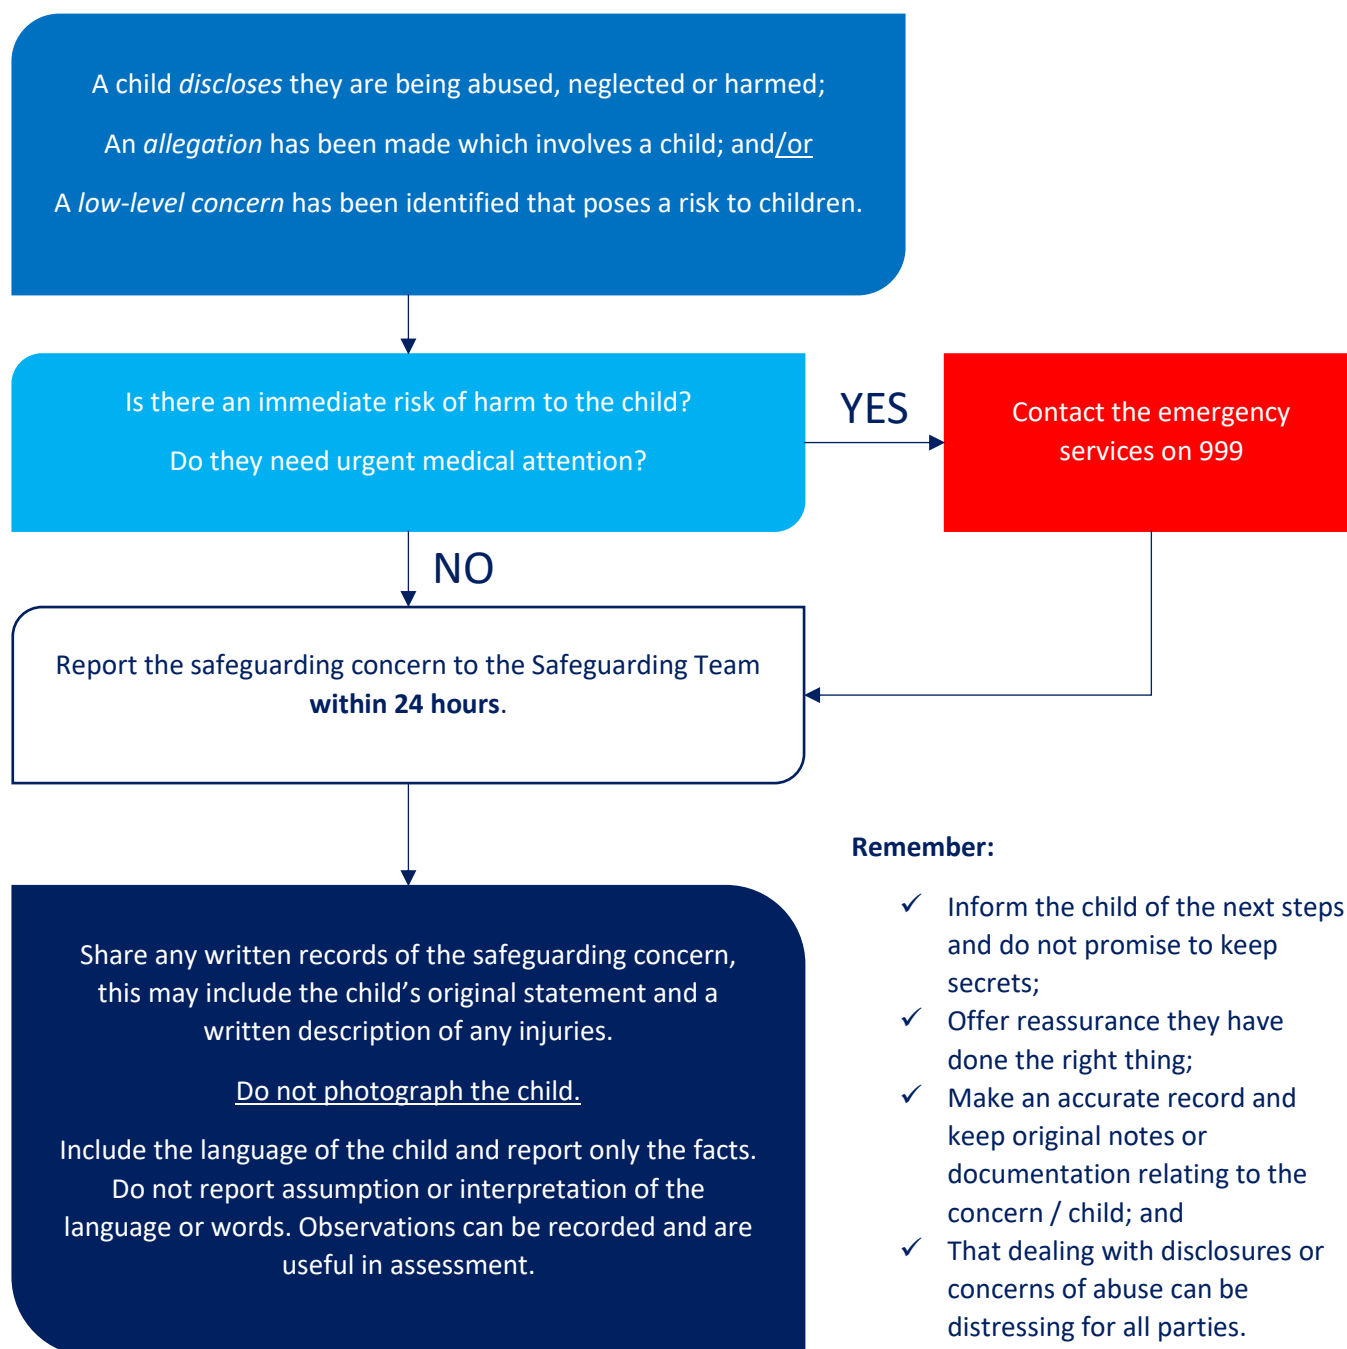 A child discloses they are being abused, neglected or harmed;
An allegation has been made which involves a child; and/or
A low-level concern has been identified that poses a risk to children.
Is there an immediate risk of harm to the child?
Do they need urgent medical attention?
YES
Contact the emergency
services on 999
NO
Report the safeguarding concern to the Safeguarding Team
within 24 hours.
Share any written records of the safeguarding concern,
this may include the child’s original statement and a
written description of any injuries.
Do not photograph the child.
Include the language of the child and report only the facts.
Do not report assumption or interpretation of the
language or words. Observations can be recorded and are
useful in assessment.
Remember:
✓ Inform the child of the next steps
and do not promise to keep
secrets;
✓ Offer reassurance they have
done the right thing;
✓ Make an accurate record and
keep original notes or
documentation relating to the
concern / child; and
✓ That dealing with disclosures or
concerns of abuse can be
distressing for all parties.